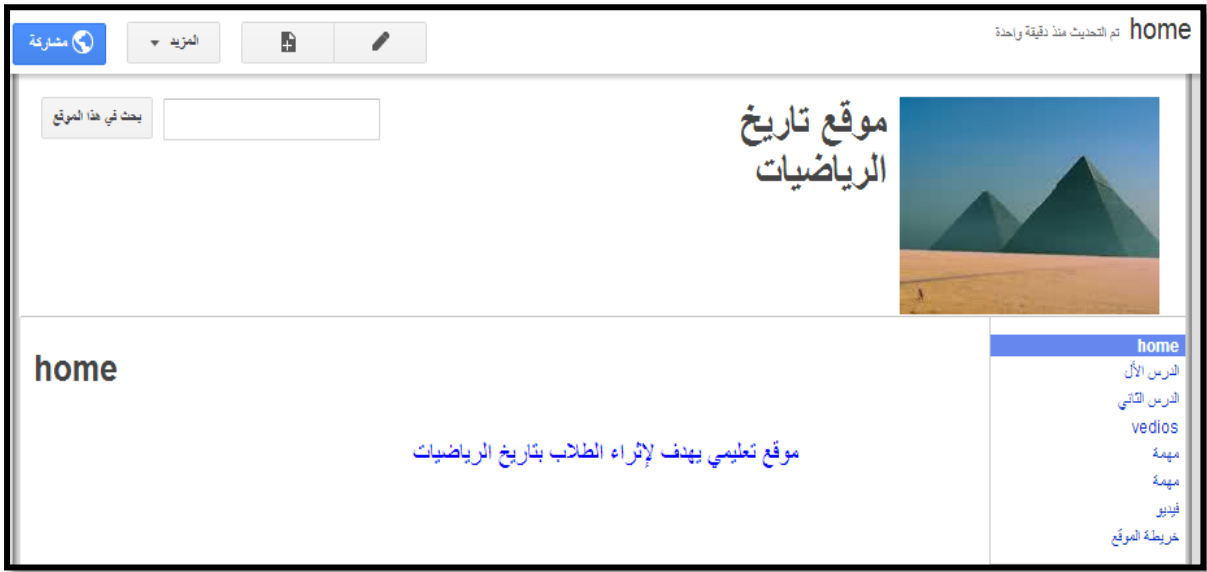 home تم التحديث منذ دقيقة واحدة
المزيد
مشاركة
موقع تاريخ
الرياضيات
بحث في هذا الموقع
home
الدرس الأل
الدرس الثاني
vedios
مهمة
مهمة
فيديو
خريطة الموقع
home
موقع تعليمي يهدف لإثراء الطلاب بتاريخ الرياضيات